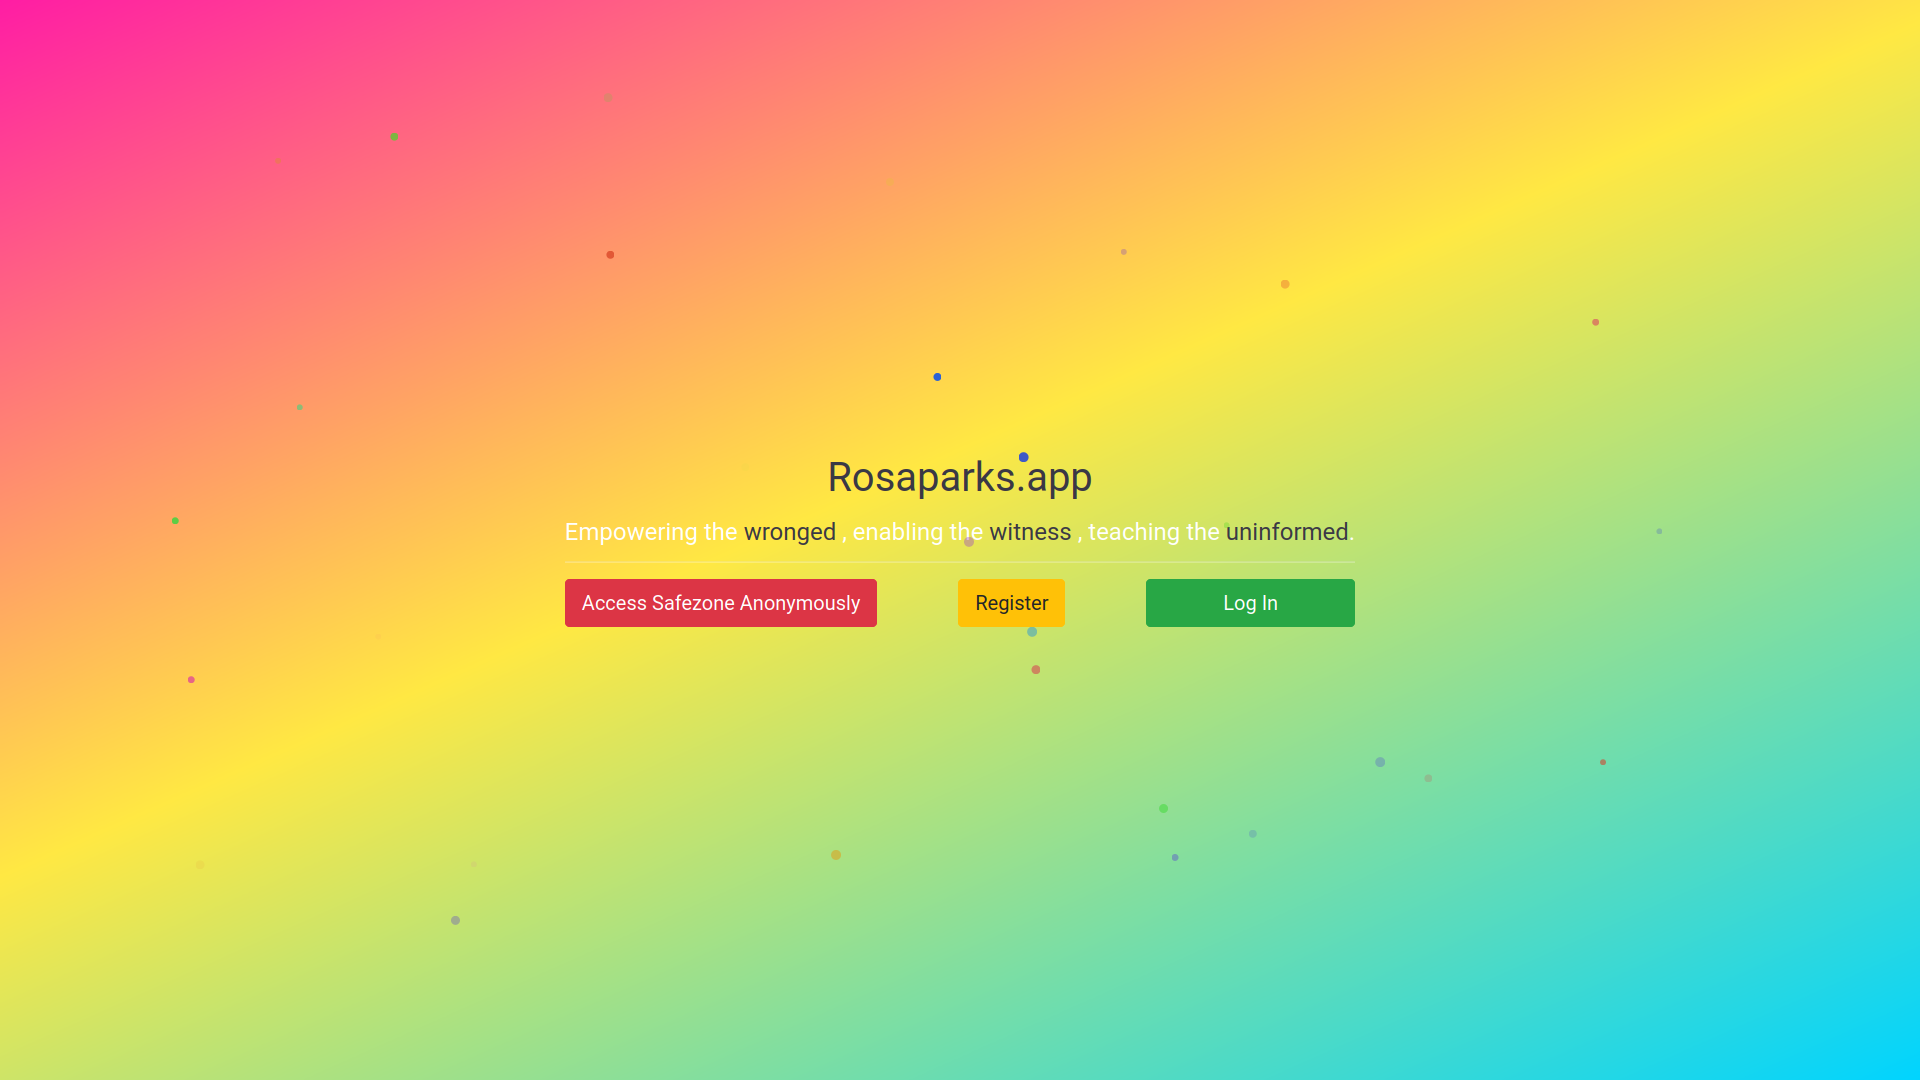 Rosaparks.app
Empowering the wronged , enabling the witness , teaching the uninformed.
Access Safezone Anonymously
Register
Log In